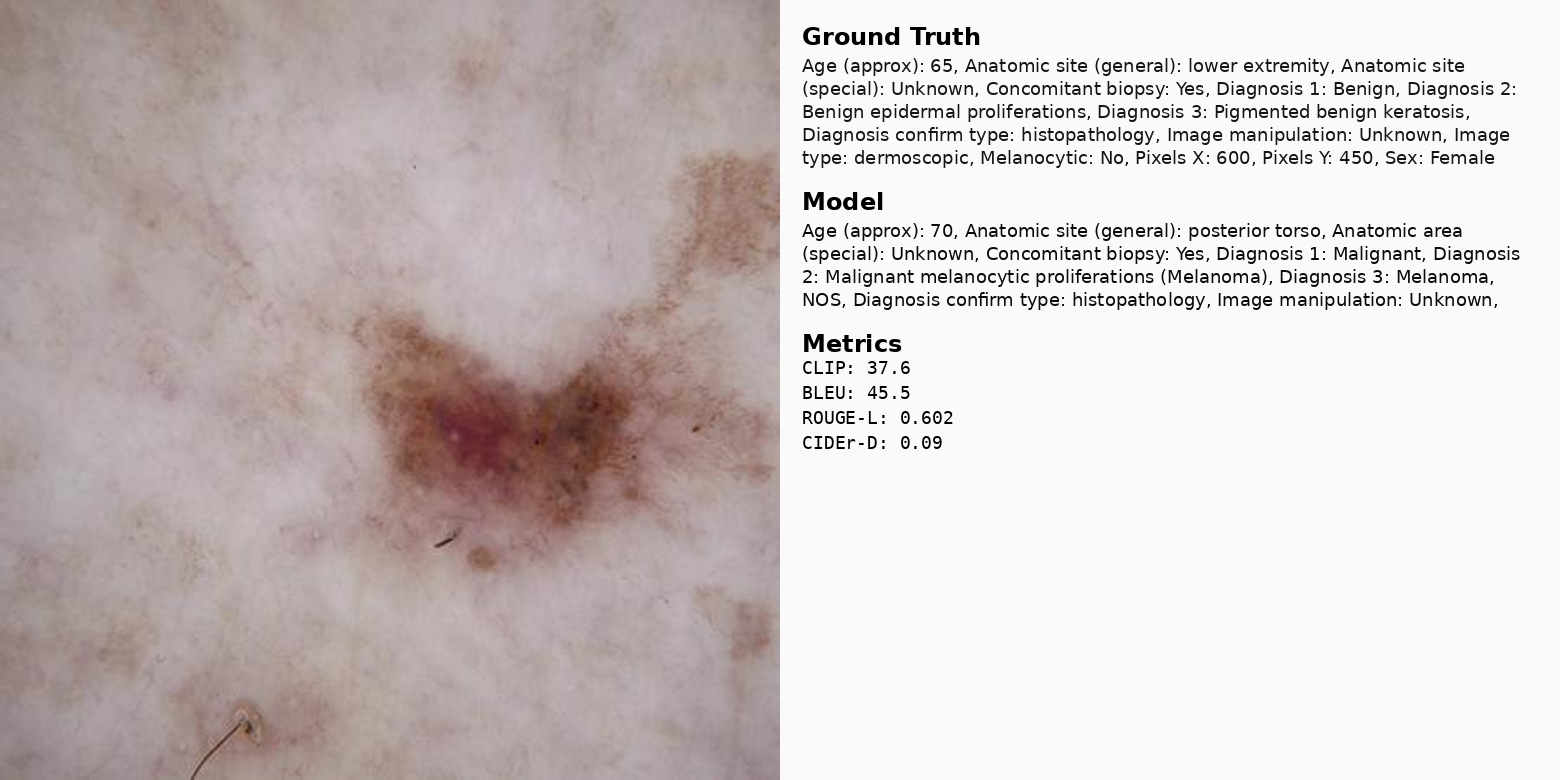 Ground Truth
Age (approx): 65, Anatomic site (general): lower extremity, Anatomic site
(special): Unknown, Concomitant biopsy: Yes, Diagnosis 1: Benign, Diagnosis 2:
Benign epidermal proliferations, Diagnosis 3: Pigmented benign keratosis,
Diagnosis confirm type: histopathology, Image manipulation: Unknown, Image
type: dermoscopic, Melanocytic: No, Pixels X: 600, Pixels Y: 450, Sex: Female
Model
Age (approx): 70, Anatomic site (general): posterior torso, Anatomic area
(special): Unknown, Concomitant biopsy: Yes, Diagnosis 1: Malignant, Diagnosis
2: Malignant melanocytic proliferations (Melanoma), Diagnosis 3: Melanoma,
NOS, Diagnosis confirm type: histopathology, Image manipulation: Unknown,
Metrics
CLIP: 37.6
BLEU: 45.5
ROUGE-L: 0.602
CIDEr-D: 0.09